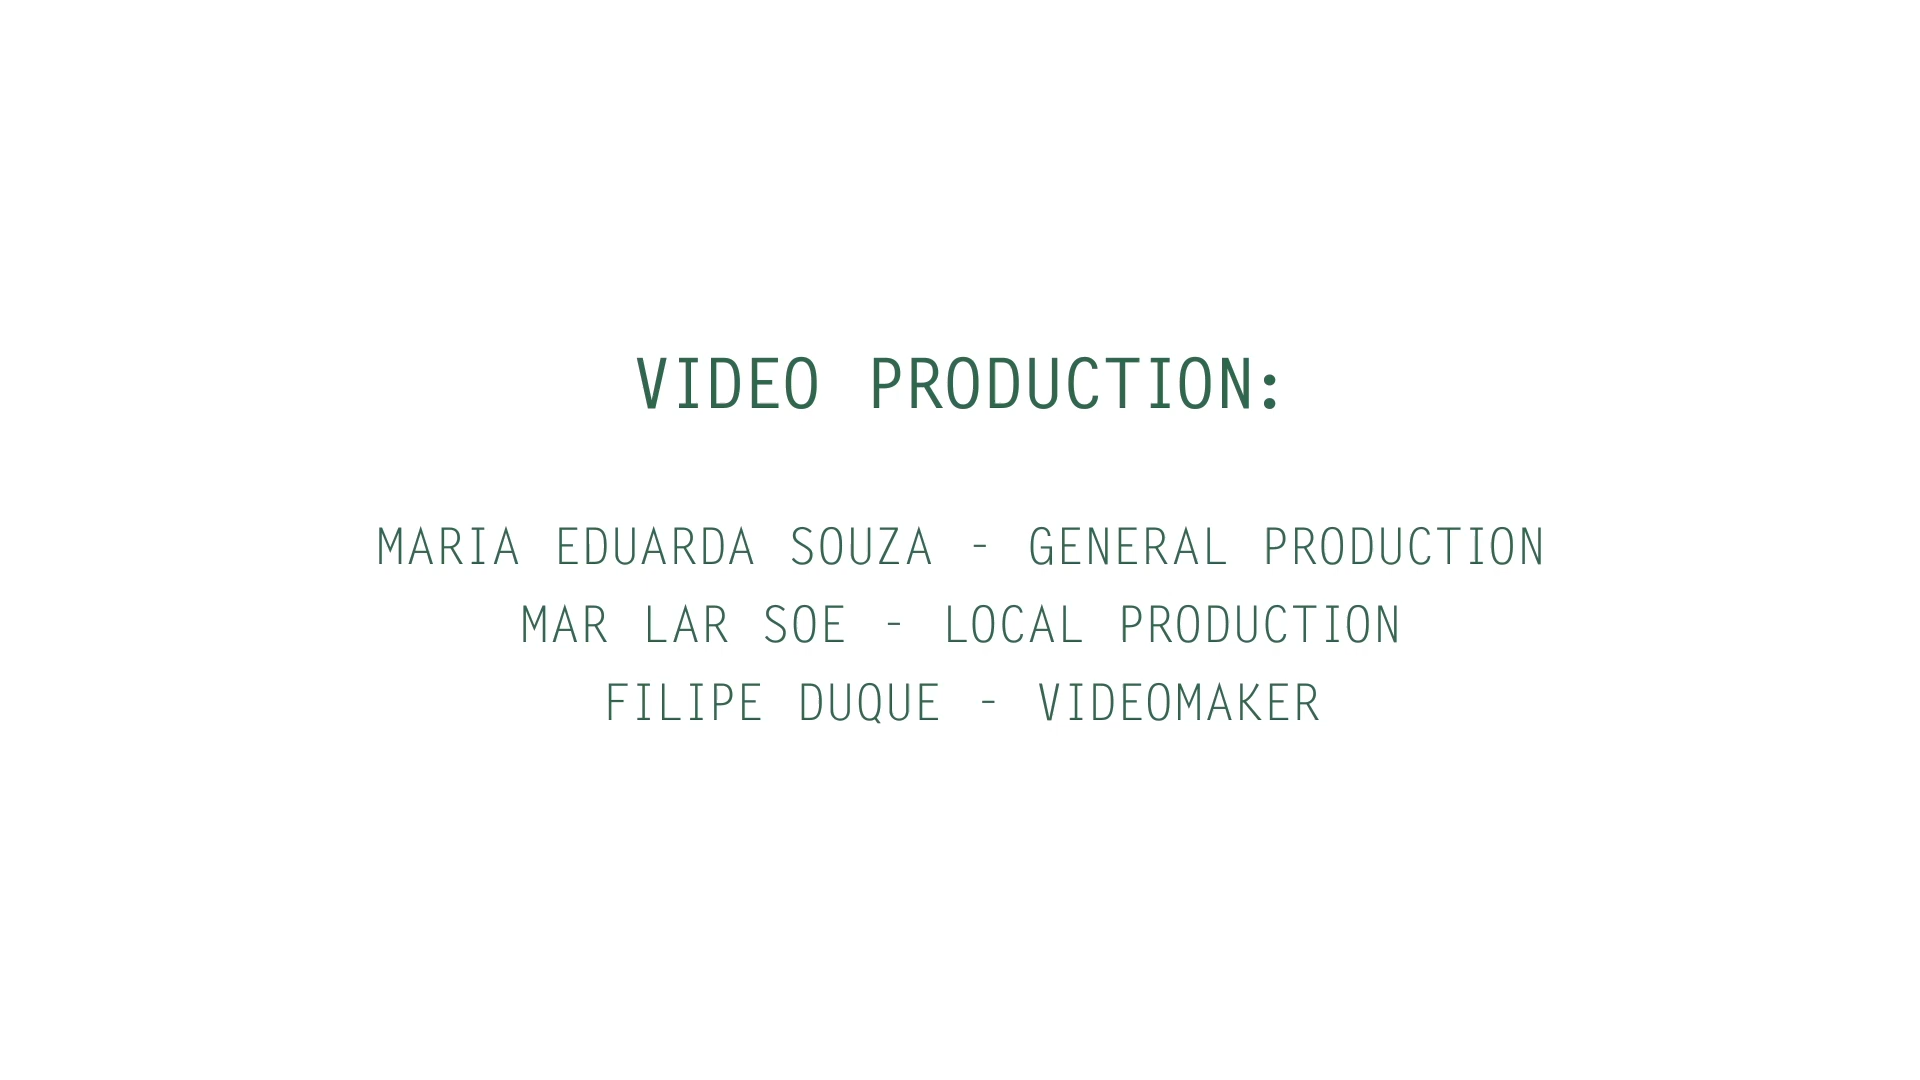 VIDEO PRODUCTION:
MARIA EDUARDA SOUZA - GENERAL PRODUCTION
MAR LAR SOE - LOCAL PRODUCTION
FILIPE DUQUE - VIDEOMAKER